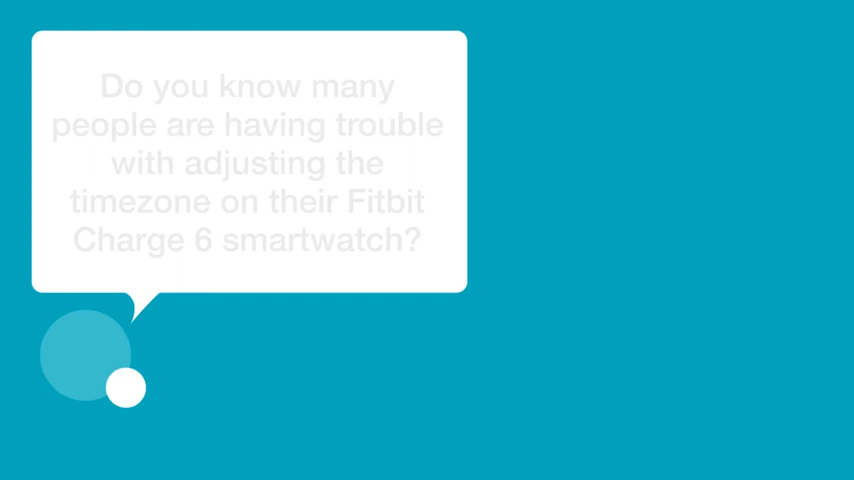 Do you know many
people are having trouble
with adjusting the
timezone on their Fitbit
Charge 6 smartwatch?